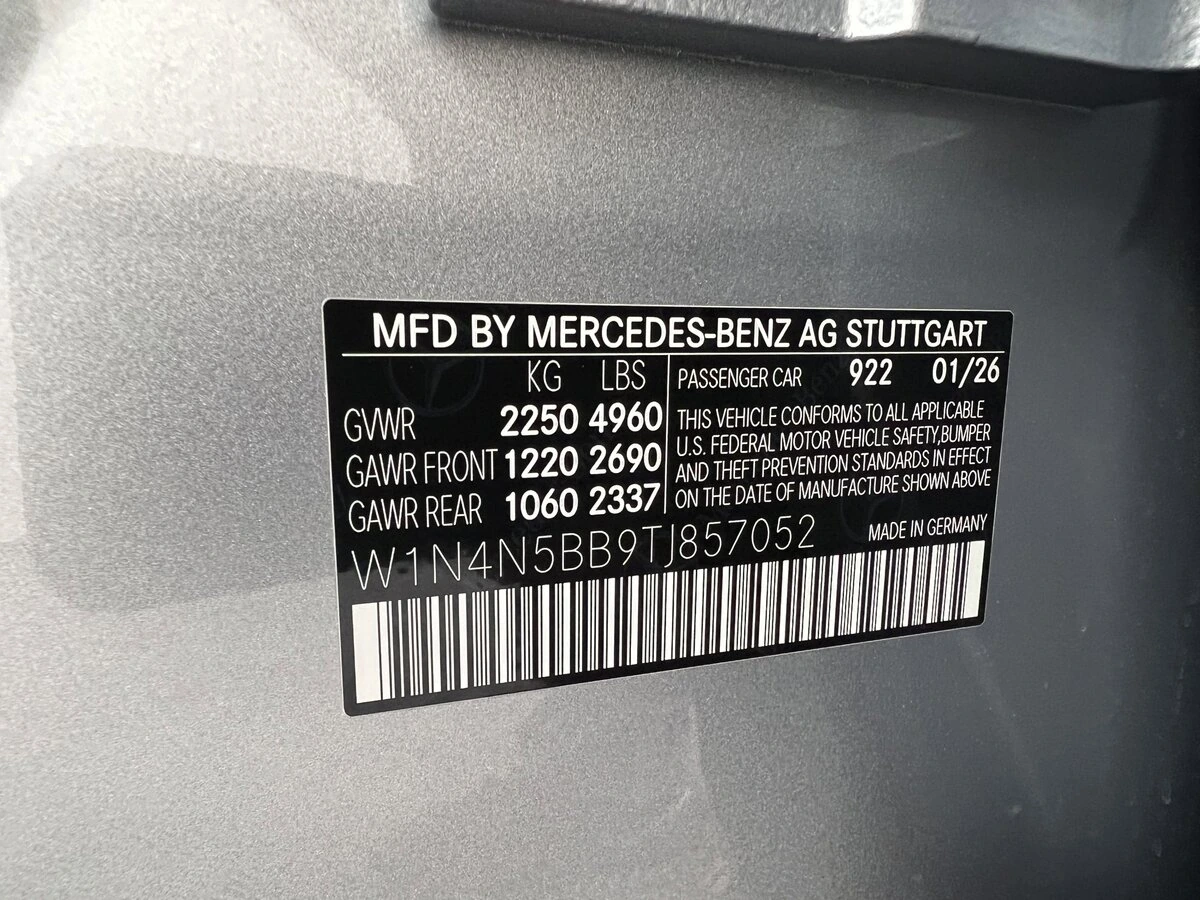 MFD BY MERCEDES-BENZ AG STUTTGART
KG LBS
GVWR 2250 4960
GAWR FRONT 1220 2690
GAWR REAR 1060 2337
PASSENGER CAR 922 01/26
THIS VEHICLE CONFORMS TO ALL APPLICABLE
U.S. FEDERAL MOTOR VEHICLE SAFETY,BUMPER
AND THEFT PREVENTION STANDARDS IN EFFECT
ON THE DATE OF MANUFACTURE SHOWN ABOVE
W1N4N5BB9TJ857052
MADE IN GERMANY